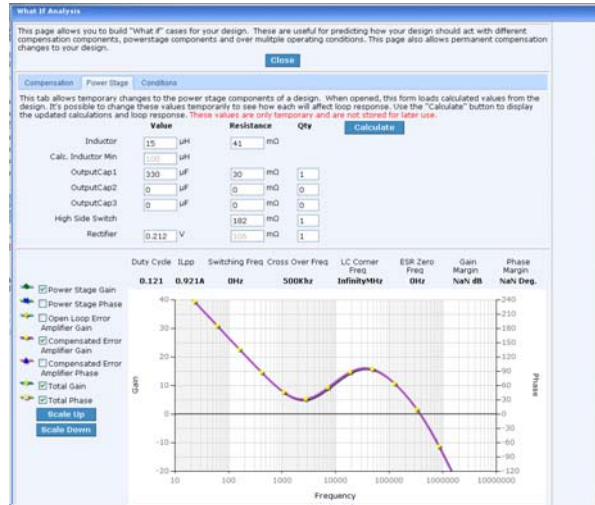 What If Analysis
This page allows you to build "What if" cases for your design. These are useful for predicting how your design should act with different
compensation components, powerstage components and over mulitple operating conditions. This page also allows permanent compensation
changes to your design.
Close
Compensation Power Stage Conditions
This tab allows temporary changes to the power stage components of a design. When opened, this form loads calculated values from the
design. It's possible to change these values temporarily to see how each will affect loop response. Use the "Calculate" button to display
the updated calculations and loop response. These values are only temporary and are not stored for later use.
Value Resistance Qty Calculate
Inductor 15 µH 41 mΩ
Calc. Inductor Min 100 µH
OutputCap1 330 µF 30 mΩ 1
OutputCap2 0 µF 0 mΩ 0
OutputCap3 0 µF 0 mΩ 0
High Side Switch 182 mΩ 1
Rectifier 0.212 V 105 mΩ 1
Duty Cycle ILpp Switching Freq Cross Over Freq LC Corner Freq ESR Zero Freq Gain Margin Phase Margin
0.121 0.921A 0Hz 500Khz InfinityMHz 0Hz NaN dB NaN Deg.
Power Stage Gain
Power Stage Phase
Open Loop Error
Amplifier Gain
Compensated Error
Amplifier Gain
Compensated Error
Amplifier Phase
Total Gain
Total Phase
Scale Up
Scale Down
Gain
40
30
20
10
0
-10
-20
10 100 1000 10000 100000 1000000 10000000
Frequency
240
210
180
150
120
90
60
30
0
-30
-60
-90
-120
Phase